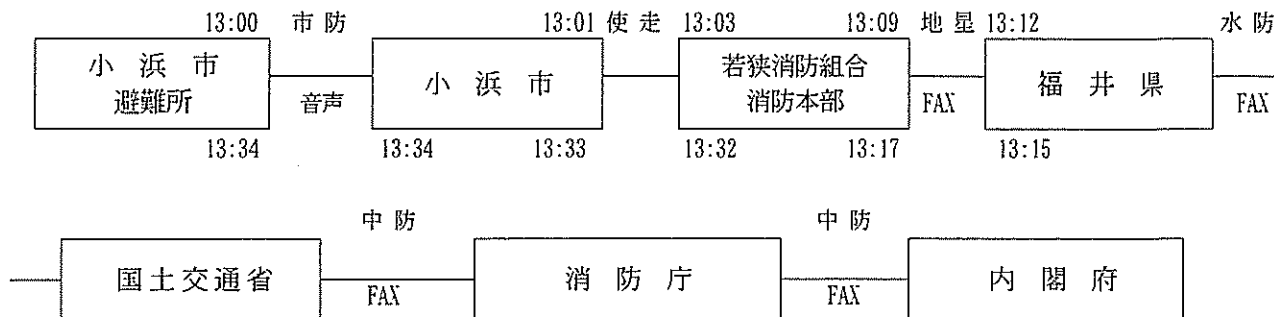 13:00 市防 13:01 使走 13:03 13:09 地星 13:12 水防
小浜市 避難所 音声 小浜市 若狭消防組合 消防本部 FAX 福井県 FAX
13:34 13:34 13:33 13:32 13:17 13:15
中防 中防
国土交通省 FAX 消防庁 FAX 内閣府